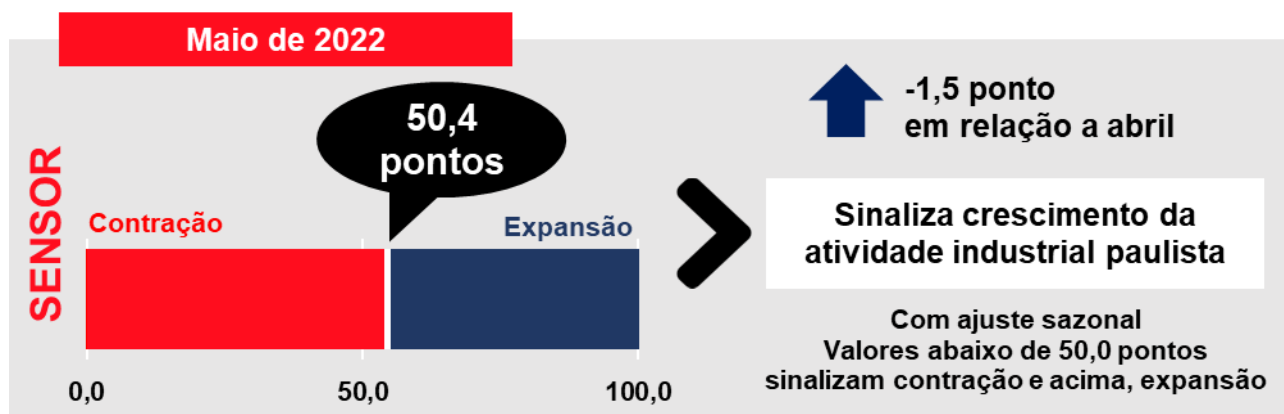 Maio de 2022
SENSOR
50,4
pontos
Contração
Expansão
0,0
50,0
100,0
-1,5 ponto
em relação a abril
Sinaliza crescimento da
atividade industrial paulista
Com ajuste sazonal
Valores abaixo de 50,0 pontos
sinalizam contração e acima, expansão